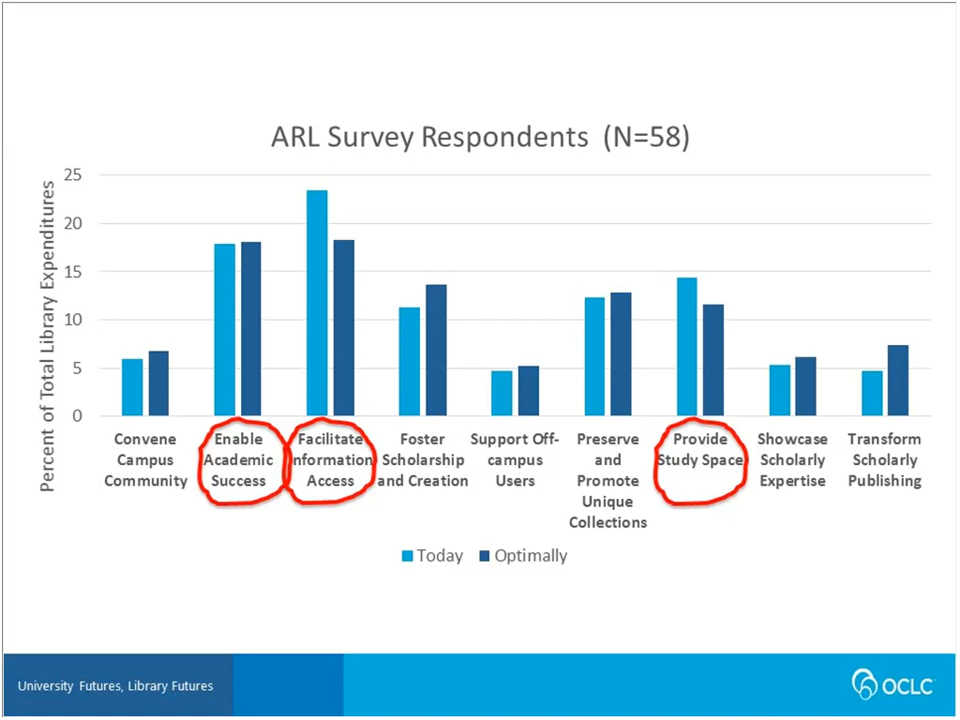 ARL Survey Respondents (N=58)
Percent of Total Library Expenditures
25
20
15
10
5
0
Convene
Campus
Community
Enable
Academic
Success
Facilitate
Information
Access
Foster
Scholarship
and Creation
Support Off-
campus
Users
Preserve
and
Promote
Unique
Collections
Provide
Study Space
Showcase
Scholarly
Expertise
Transform
Scholarly
Publishing
Today
Optimally
University Futures, Library Futures
OCLC